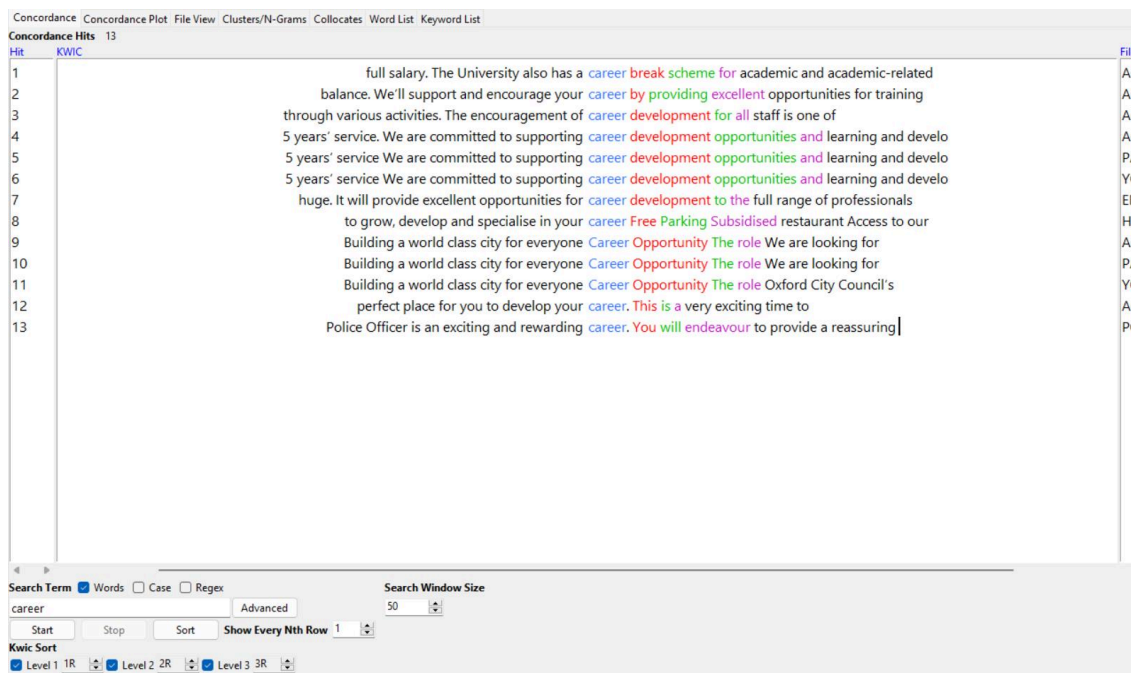 Concordance Concordance Plot File View Clusters/N-Grams Collocates Word List Keyword List
Concordance Hits 13
Hit KWIC Fil
1 full salary. The University also has a career break scheme for academic and academic-related A
2 balance. We'll support and encourage your career by providing excellent opportunities for training A
3 through various activities. The encouragement of career development for all staff is one of A
4 5 years' service. We are committed to supporting career development opportunities and learning and develo A
5 5 years' service We are committed to supporting career development opportunities and learning and develo P
6 5 years' service We are committed to supporting career development opportunities and learning and develo Y
7 huge. It will provide excellent opportunities for career development to the full range of professionals E
8 to grow, develop and specialise in your career Free Parking Subsidised restaurant Access to our H
9 Building a world class city for everyone Career Opportunity The role We are looking for A
10 Building a world class city for everyone Career Opportunity The role We are looking for P
11 Building a world class city for everyone Career Opportunity The role Oxford City Council's Y
12 perfect place for you to develop your career. This is a very exciting time to A
13 Police Officer is an exciting and rewarding career. You will endeavour to provide a reassuring P
Search Term Words Case Regex Search Window Size
career Advanced 50
Start Stop Sort Show Every Nth Row 1
Kwic Sort
Level 1 1R Level 2 2R Level 3 3R